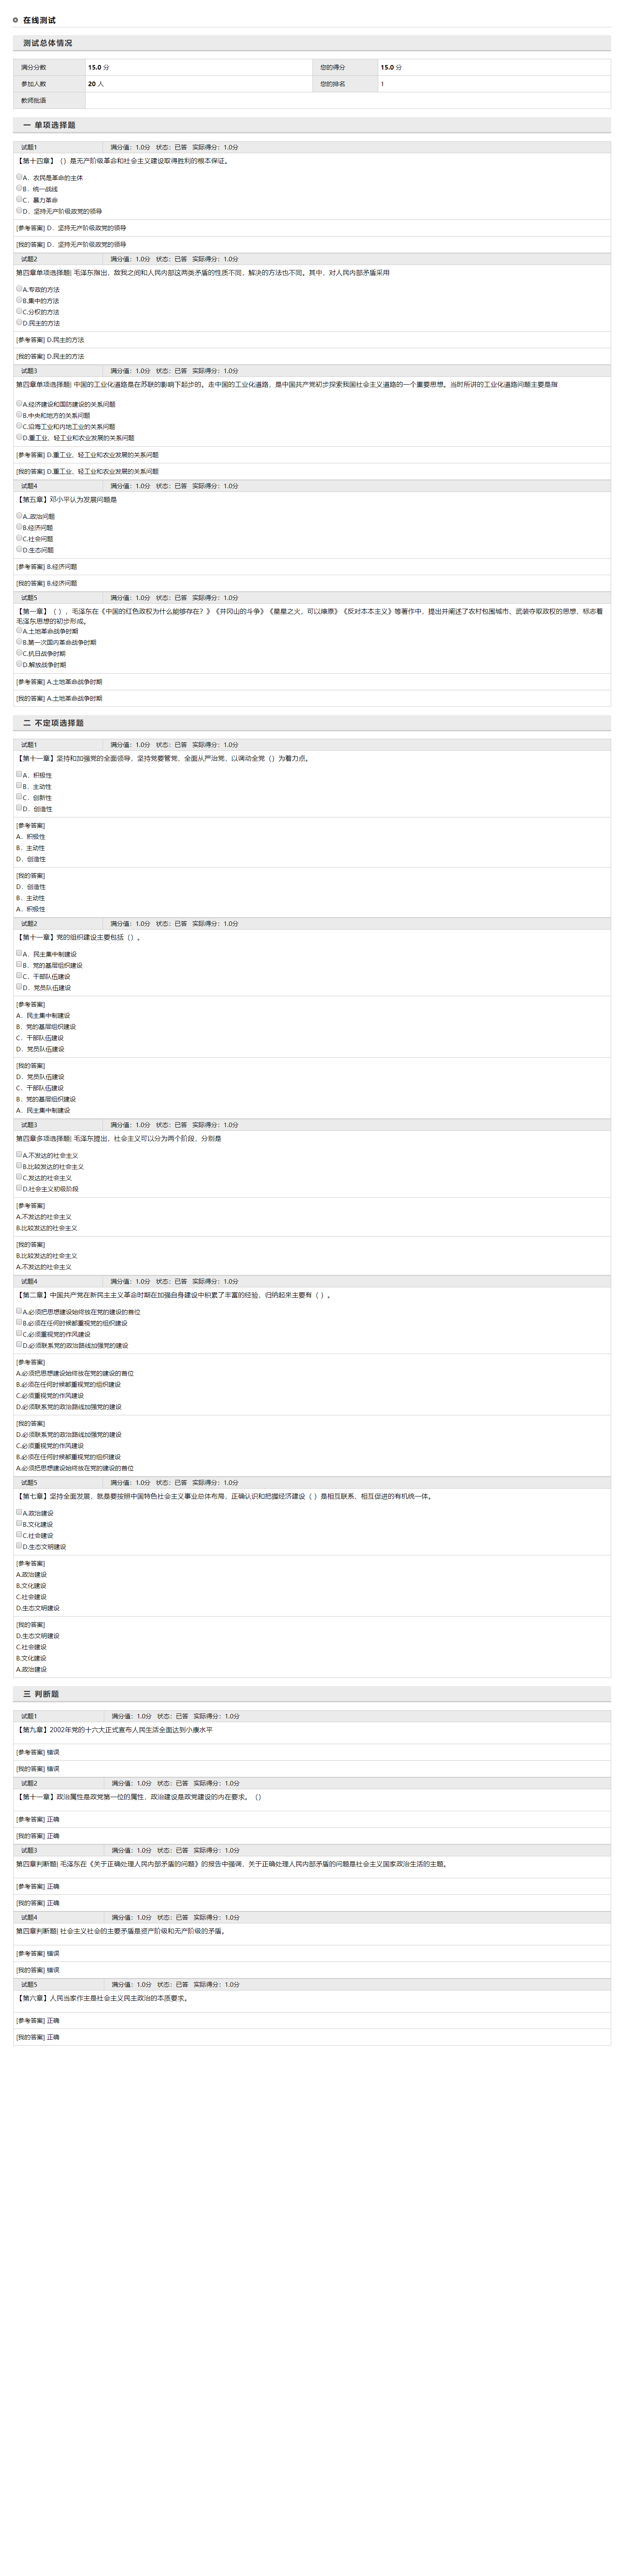 在线测试
测试总体情况
满分分数 15.0 分 您的得分 15.0 分
参加人数 20 人 您的排名 1
教师批语
一 单项选择题
试题1 满分值：1.0分 状态：已答 实际得分：1.0分
【第十四章】（）是无产阶级革命和社会主义建设取得胜利的根本保证。
A．农民是革命的主体
B．统一战线
C．暴力革命
D．坚持无产阶级政党的领导
[参考答案] D．坚持无产阶级政党的领导
[我的答案] D．坚持无产阶级政党的领导
试题2 满分值：1.0分 状态：已答 实际得分：1.0分
第四章单项选择题| 毛泽东指出，敌我之间和人民内部这两类矛盾的性质不同，解决的方法也不同。其中，对人民内部矛盾采用
A.专政的方法
B.集中的方法
C.分权的方法
D.民主的方法
[参考答案] D.民主的方法
[我的答案] D.民主的方法
试题3 满分值：1.0分 状态：已答 实际得分：1.0分
第四章单项选择题| 中国的工业化道路是在苏联的影响下起步的。走中国的工业化道路，是中国共产党初步探索我国社会主义道路的一个重要思想。当时所讲的工业化道路问题主要是指
A.经济建设和国防建设的关系问题
B.中央和地方的关系问题
C.沿海工业和内地工业的关系问题
D.重工业、轻工业和农业发展的关系问题
[参考答案] D.重工业、轻工业和农业发展的关系问题
[我的答案] D.重工业、轻工业和农业发展的关系问题
试题4 满分值：1.0分 状态：已答 实际得分：1.0分
【第五章】邓小平认为发展问题是
A..政治问题
B.经济问题
C.社会问题
D.生态问题
[参考答案] B.经济问题
[我的答案] B.经济问题
试题5 满分值：1.0分 状态：已答 实际得分：1.0分
【第一章】（ ），毛泽东在《中国的红色政权为什么能够存在？》《井冈山的斗争》《星星之火，可以燎原》《反对本本主义》等著作中，提出并阐述了农村包围城市、武装夺取政权的思想，标志着
毛泽东思想的初步形成。
A.土地革命战争时期
B.第一次国内革命战争时期
C.抗日战争时期
D.解放战争时期
[参考答案] A.土地革命战争时期
[我的答案] A.土地革命战争时期
二 不定项选择题
试题1 满分值：1.0分 状态：已答 实际得分：1.0分
【第十一章】坚持和加强党的全面领导，坚持党要管党，全面从严治党，以调动全党（）为着力点。
A．积极性
B．主动性
C．创新性
D．创造性
[参考答案]
A．积极性
B．主动性
D．创造性
[我的答案]
D．创造性
B．主动性
A．积极性
试题2 满分值：1.0分 状态：已答 实际得分：1.0分
【第十一章】党的组织建设主要包括（）。
A．民主集中制建设
B．党的基层组织建设
C．干部队伍建设
D．党员队伍建设
[参考答案]
A．民主集中制建设
B．党的基层组织建设
C．干部队伍建设
D．党员队伍建设
[我的答案]
D．党员队伍建设
C．干部队伍建设
B．党的基层组织建设
A．民主集中制建设
试题3 满分值：1.0分 状态：已答 实际得分：1.0分
第四章多项选择题| 毛泽东提出，社会主义可以分为两个阶段，分别是
A.不发达的社会主义
B.比较发达的社会主义
C.发达的社会主义
D.社会主义初级阶段
[参考答案]
A.不发达的社会主义
B.比较发达的社会主义
[我的答案]
B.比较发达的社会主义
A.不发达的社会主义
试题4 满分值：1.0分 状态：已答 实际得分：1.0分
【第二章】中国共产党在新民主主义革命时期在加强自身建设中积累了丰富的经验，归纳起来主要有（ ）。
A.必须把思想建设始终放在党的建设的首位
B.必须在任何时候都重视党的组织建设
C.必须重视党的作风建设
D.必须联系党的政治路线加强党的建设
[参考答案]
A.必须把思想建设始终放在党的建设的首位
B.必须在任何时候都重视党的组织建设
C.必须重视党的作风建设
D.必须联系党的政治路线加强党的建设
[我的答案]
D.必须联系党的政治路线加强党的建设
C.必须重视党的作风建设
B.必须在任何时候都重视党的组织建设
A.必须把思想建设始终放在党的建设的首位
试题5 满分值：1.0分 状态：已答 实际得分：1.0分
【第七章】坚持全面发展，就是要按照中国特色社会主义事业总体布局，正确认识和把握经济建设（ ）是相互联系、相互促进的有机统一体。
A.政治建设
B.文化建设
C.社会建设
D.生态文明建设
[参考答案]
A.政治建设
B.文化建设
C.社会建设
D.生态文明建设
[我的答案]
D.生态文明建设
C.社会建设
B.文化建设
A.政治建设
三 判断题
试题1 满分值：1.0分 状态：已答 实际得分：1.0分
【第九章】2002年党的十六大正式宣布人民生活全面达到小康水平
[参考答案] 错误
[我的答案] 错误
试题2 满分值：1.0分 状态：已答 实际得分：1.0分
【第十一章】政治属性是政党第一位的属性，政治建设是政党建设的内在要求。（）
[参考答案] 正确
[我的答案] 正确
试题3 满分值：1.0分 状态：已答 实际得分：1.0分
第四章判断题| 毛泽东在《关于正确处理人民内部矛盾的问题》的报告中强调，关于正确处理人民内部矛盾的问题是社会主义国家政治生活的主题。
[参考答案] 正确
[我的答案] 正确
试题4 满分值：1.0分 状态：已答 实际得分：1.0分
第四章判断题| 社会主义社会的主要矛盾是资产阶级和无产阶级的矛盾。
[参考答案] 错误
[我的答案] 错误
试题5 满分值：1.0分 状态：已答 实际得分：1.0分
【第六章】人民当家作主是社会主义民主政治的本质要求。
[参考答案] 正确
[我的答案] 正确